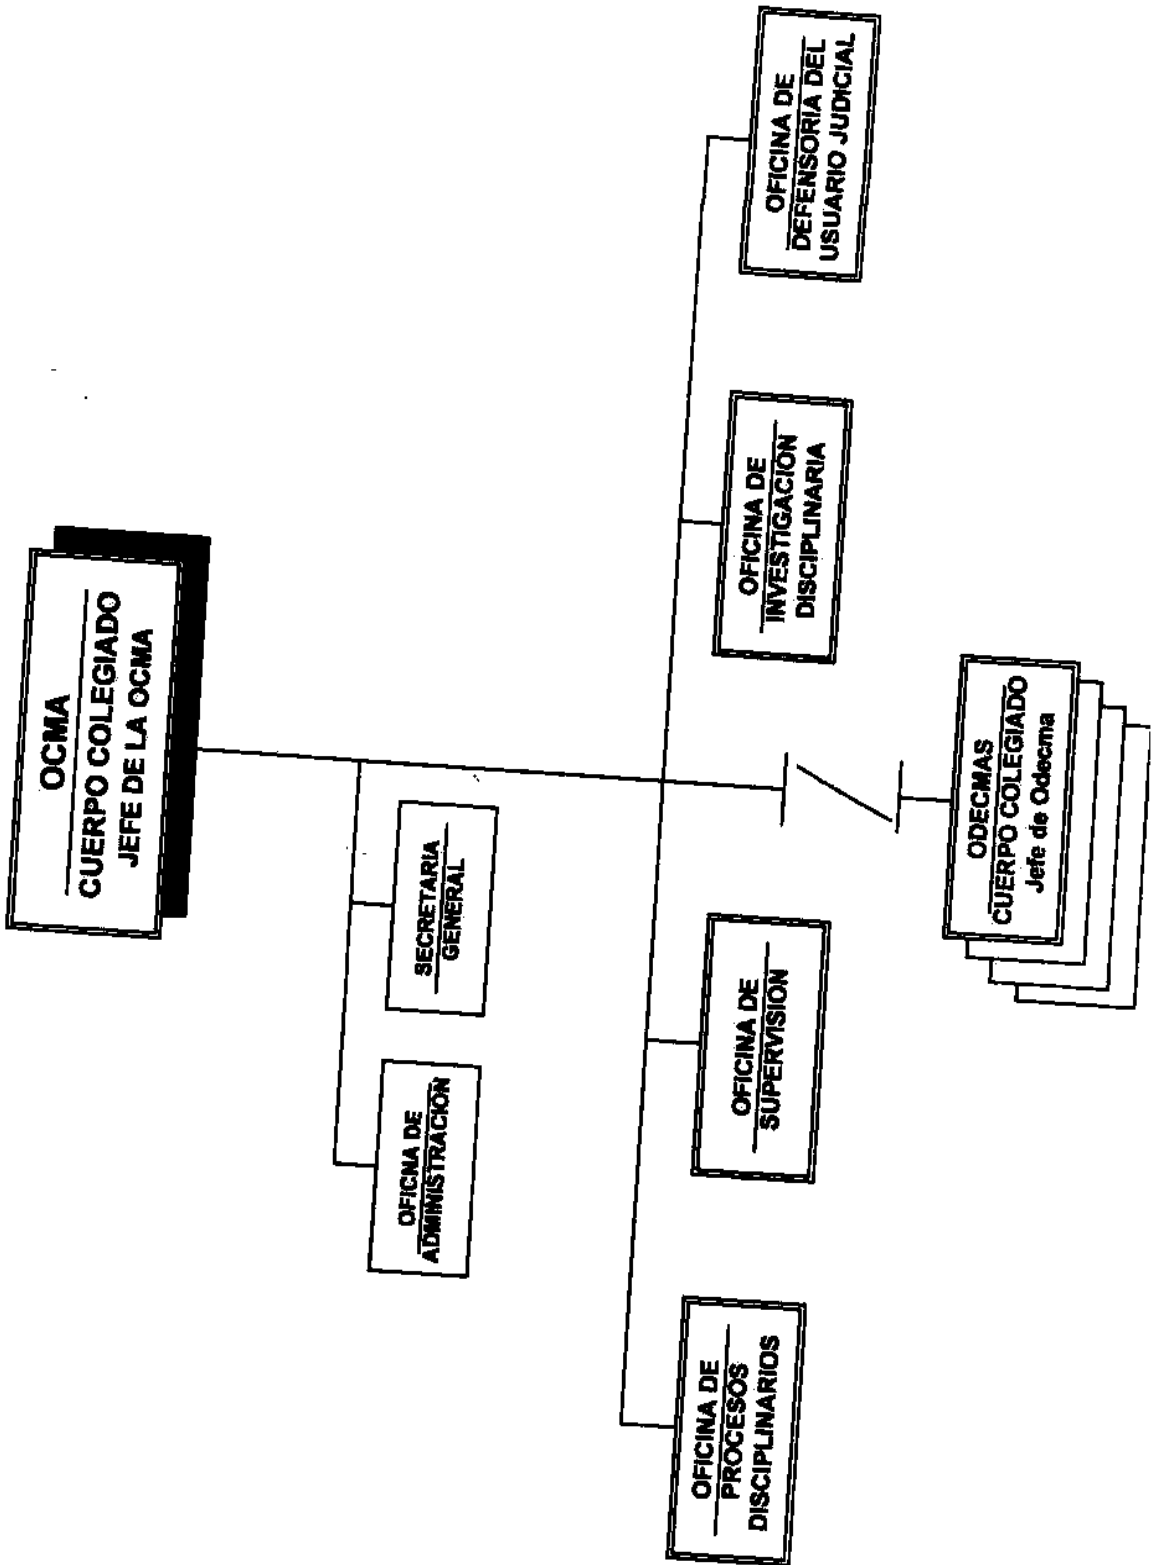 OCMA
CUERPO COLEGIADO
JEFE DE LA OCMA
OFICNA DE
ADMINISTRACION
SECRETARIA
GENERAL
OFICINA DE
PROCESOS
DISCIPLINARIOS
OFICINA DE
SUPERVISION
OFICINA DE
INVESTIGACION
DISCIPLINARIA
OFICINA DE
DEFENSORIA DEL
USUARIO JUDICIAL
ODECMAS
CUERPO COLEGIADO
Jefe de Odecma